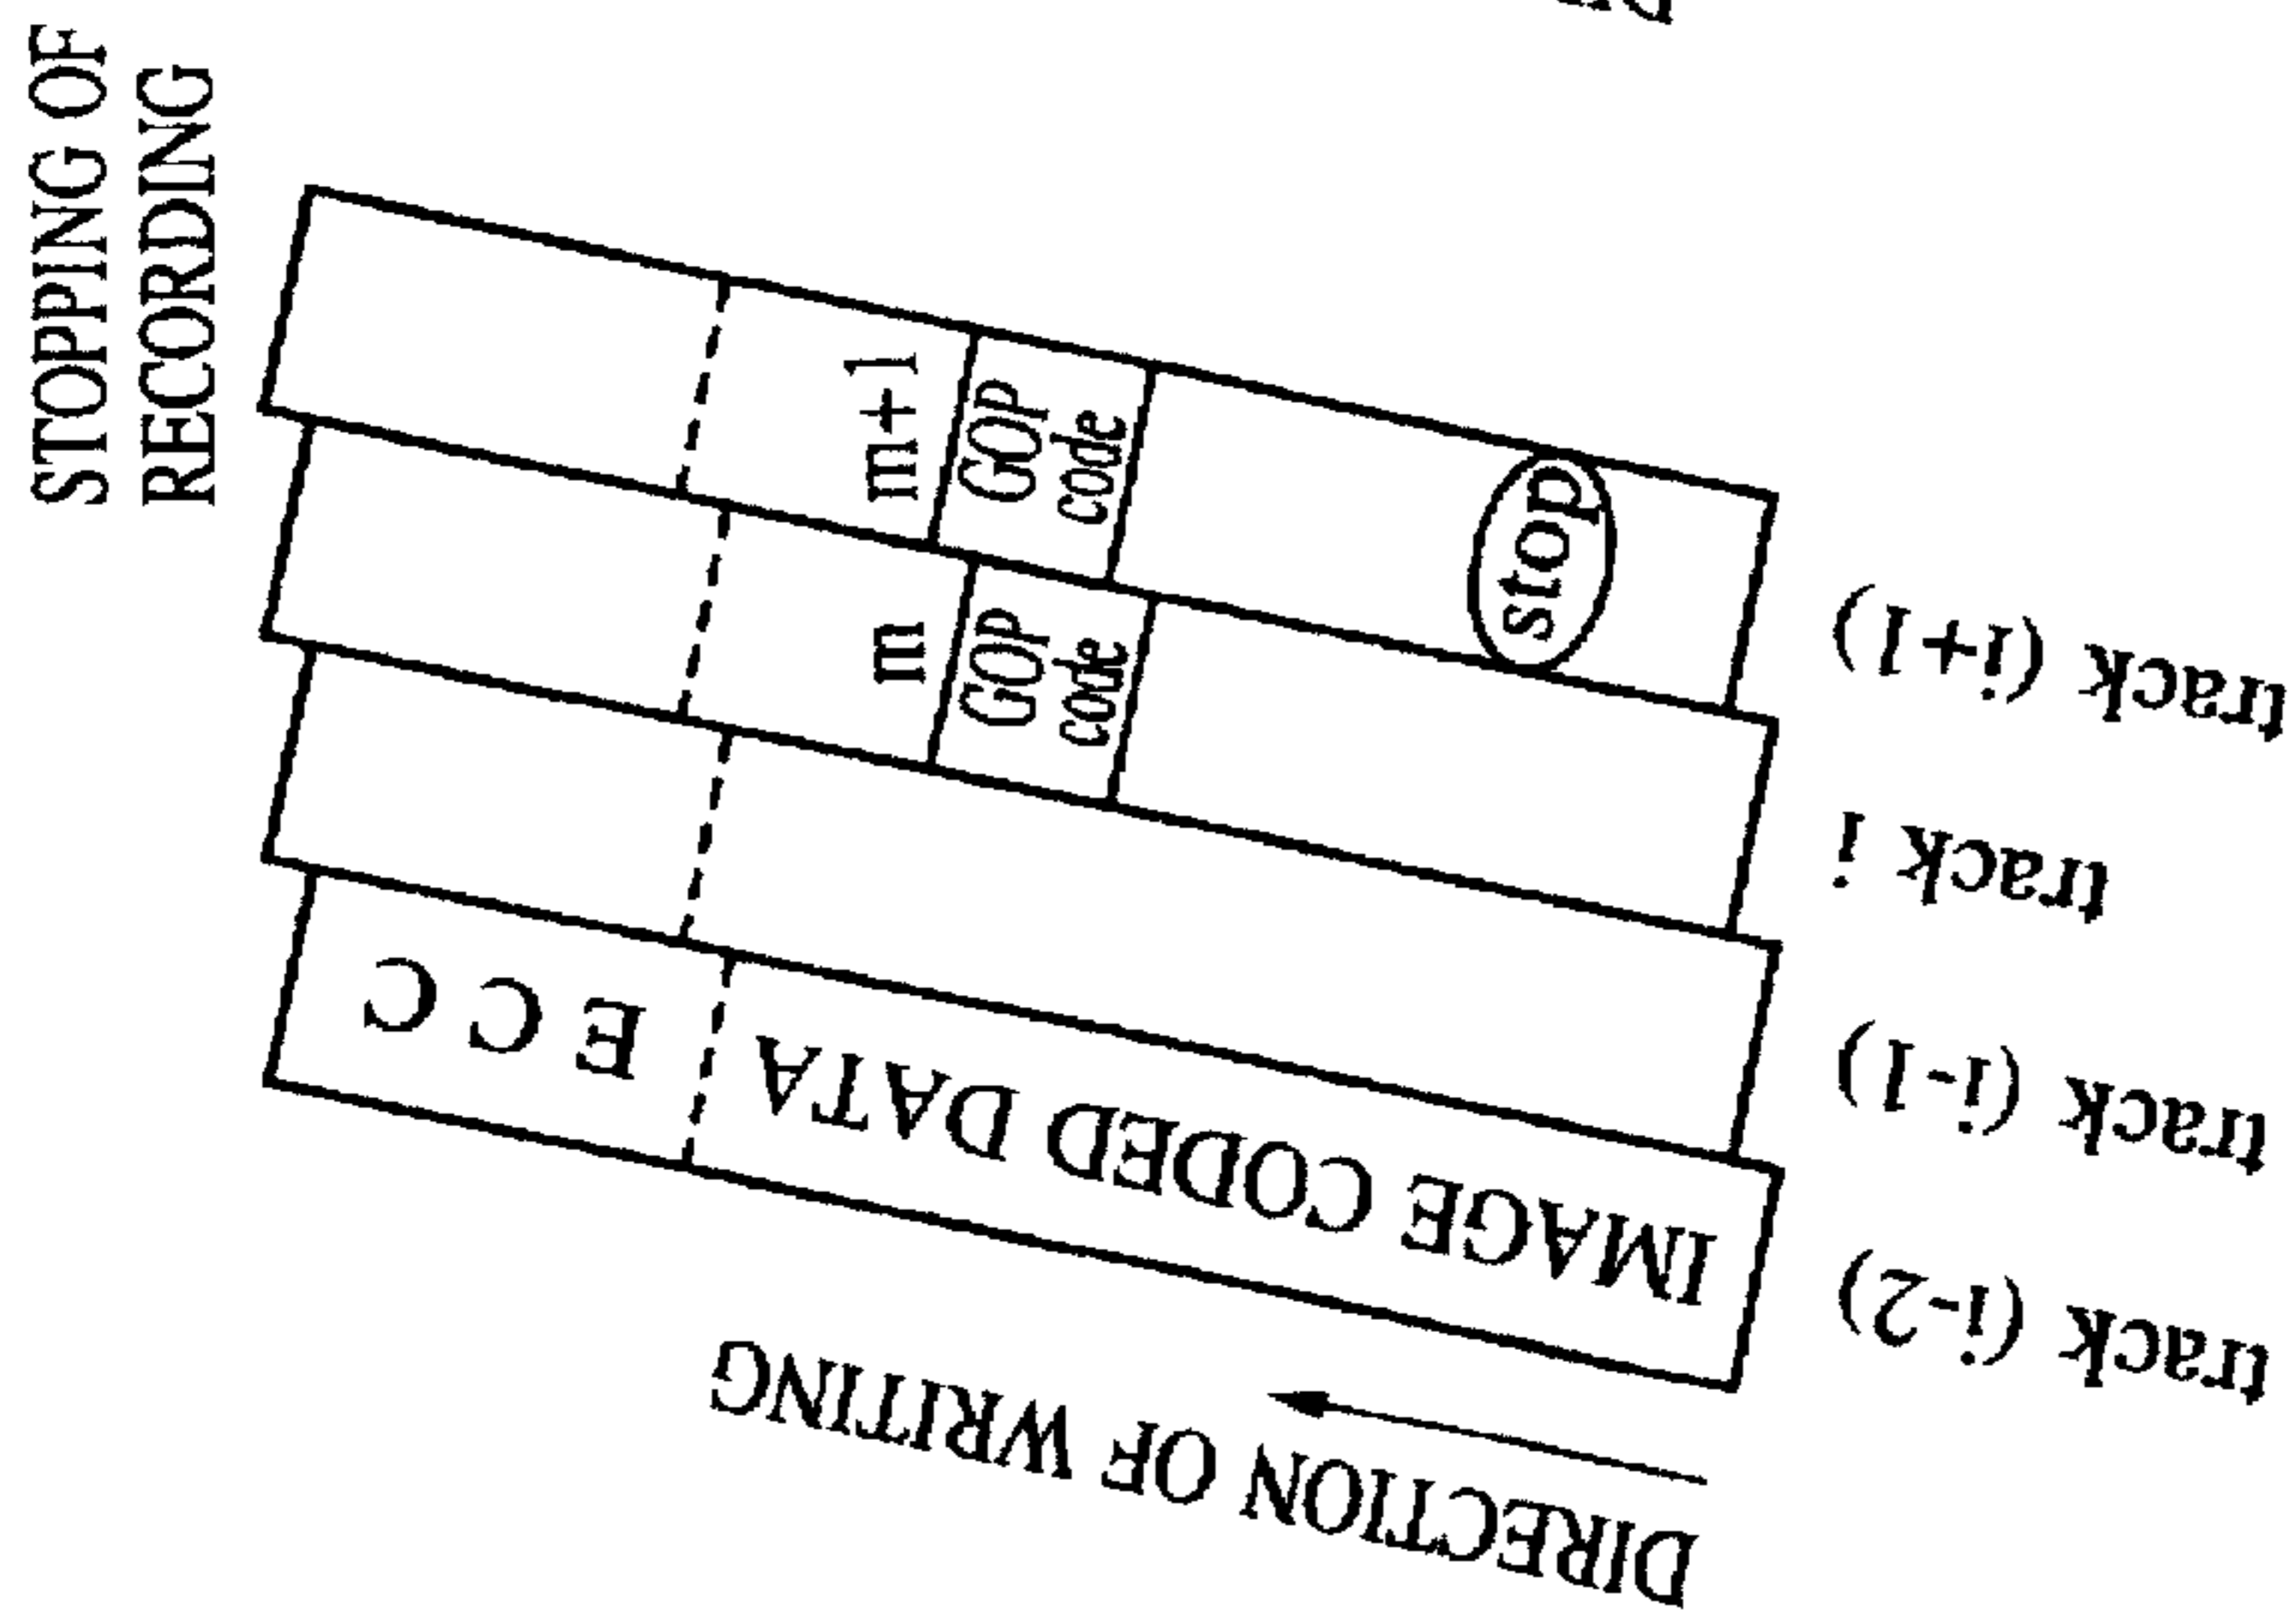 STOPPING OF
RECORDING
m+1
GOP
code
stop
track (i+1)
m
GOP
code
track i
track (i-1)
ECC
IMAGE CODED DATA
track (i-2)
DIRECTION OF WRITING